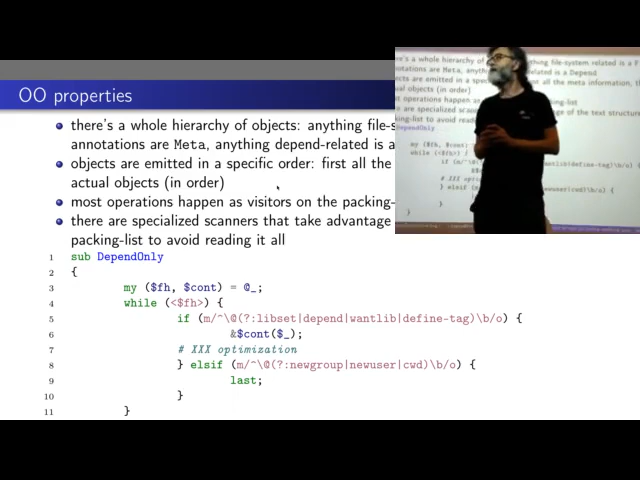 OO properties
there's a whole hierarchy of objects: anything file-s
annotations are Meta, anything depend-related is a
objects are emitted in a specific order: first all the
actual objects (in order)
most operations happen as visitors on the packing-
there are specialized scanners that take advantage
packing-list to avoid reading it all
1 sub DependOnly
2 {
3 my ($fh, $cont) = @_;
4 while (<$fh>) {
5 if (m/^\@(?:libset|depend|wantlib|define-tag)\b/o) {
6 &$cont($_);
7 # XXX optimization
8 } elsif (m/^\@(?:newgroup|newuser|cwd)\b/o) {
9 last;
10 }
11 }